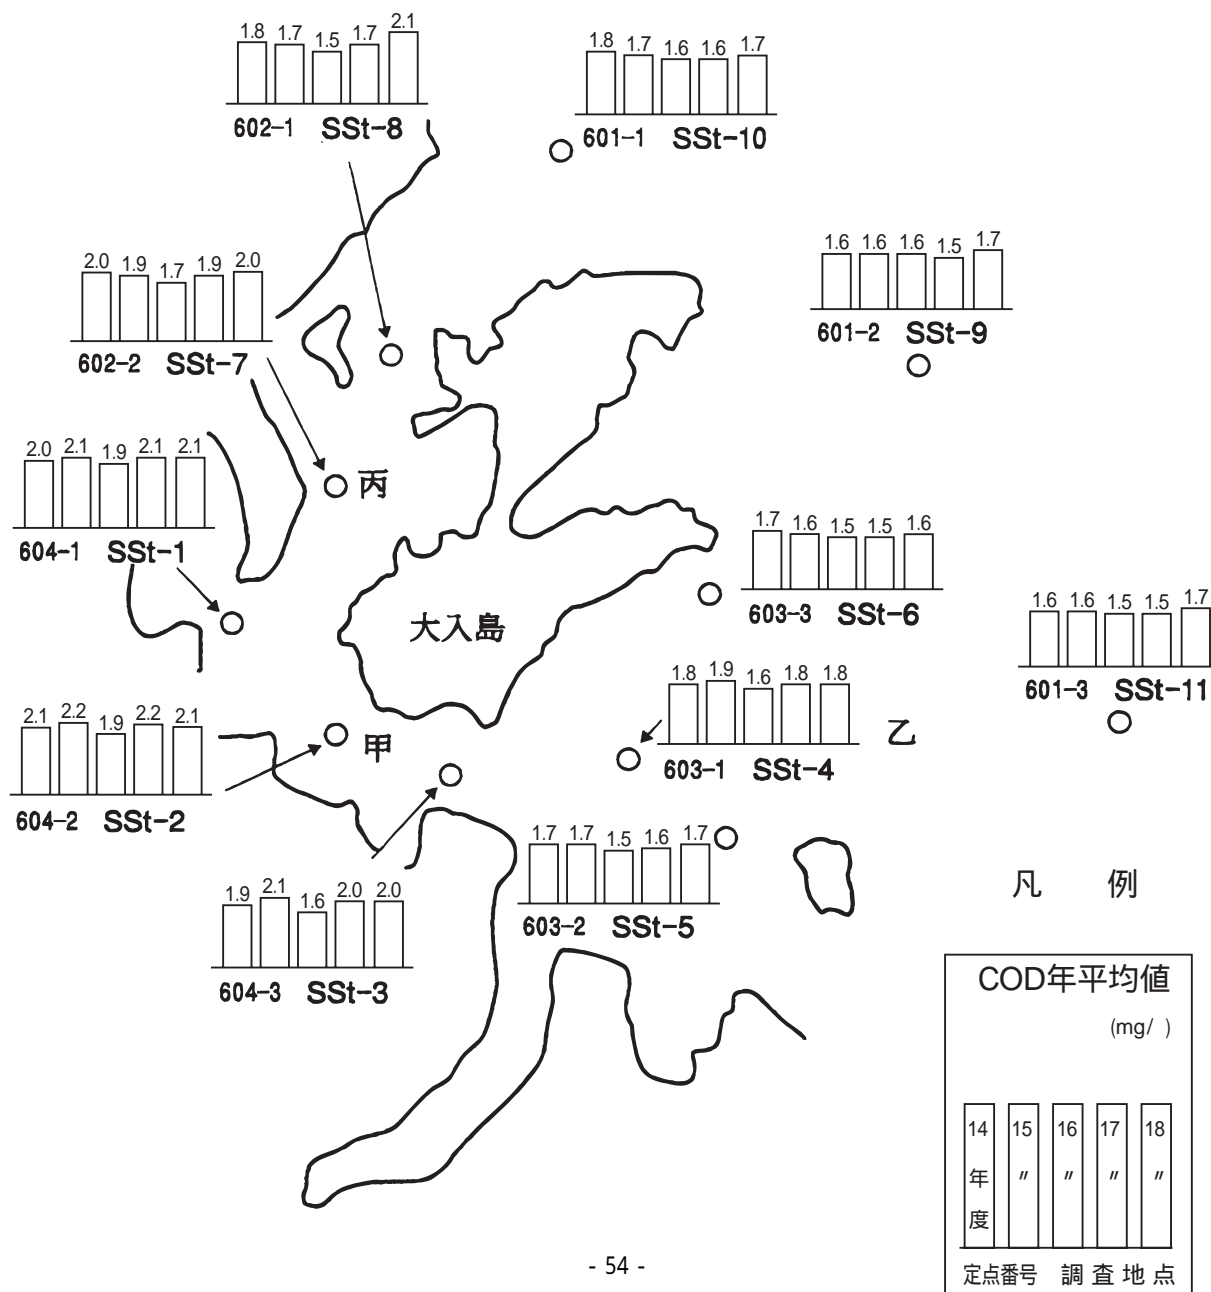 1.8 1.7 1.5 1.7 2.1
602-1 SSt-8
1.8 1.7 1.6 1.6 1.7
601-1 SSt-10
1.6 1.6 1.6 1.5 1.7
601-2 SSt-9
2.0 1.9 1.7 1.9 2.0
602-2 SSt-7
2.0 2.1 1.9 2.1 2.1
604-1 SSt-1
丙
1.7 1.6 1.5 1.5 1.6
603-3 SSt-6
大入島
1.6 1.6 1.5 1.5 1.7
601-3 SSt-11
1.8 1.9 1.6 1.8 1.8
603-1 SSt-4
乙
2.1 2.2 1.9 2.2 2.1
604-2 SSt-2
甲
1.7 1.7 1.5 1.6 1.7
603-2 SSt-5
1.9 2.1 1.6 2.0 2.0
604-3 SSt-3
凡 例
COD年平均値
(mg/ )
14 15 16 17 18
年 〃 〃 〃 〃
度
定点番号 調査地点
- 54 -